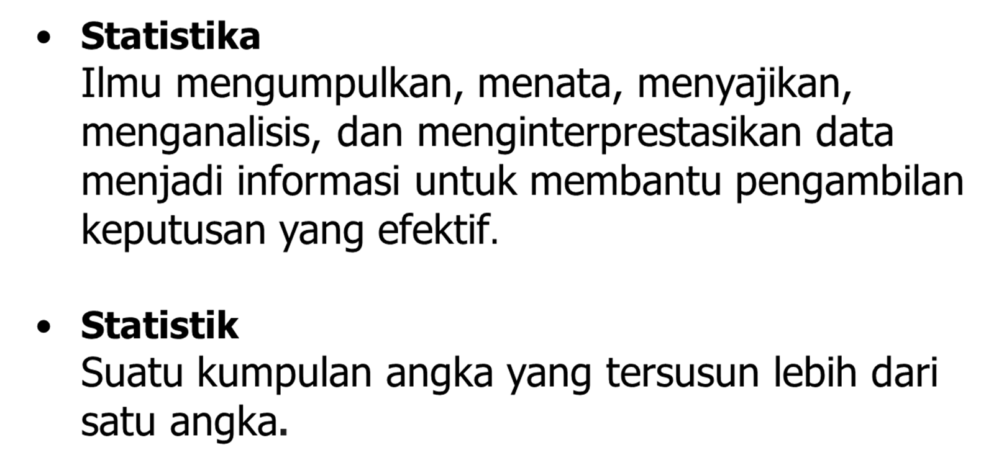 • Statistika
Ilmu mengumpulkan, menata, menyajikan,
menganalisis, dan menginterprestasikan data
menjadi informasi untuk membantu pengambilan
keputusan yang efektif.
• Statistik
Suatu kumpulan angka yang tersusun lebih dari
satu angka.